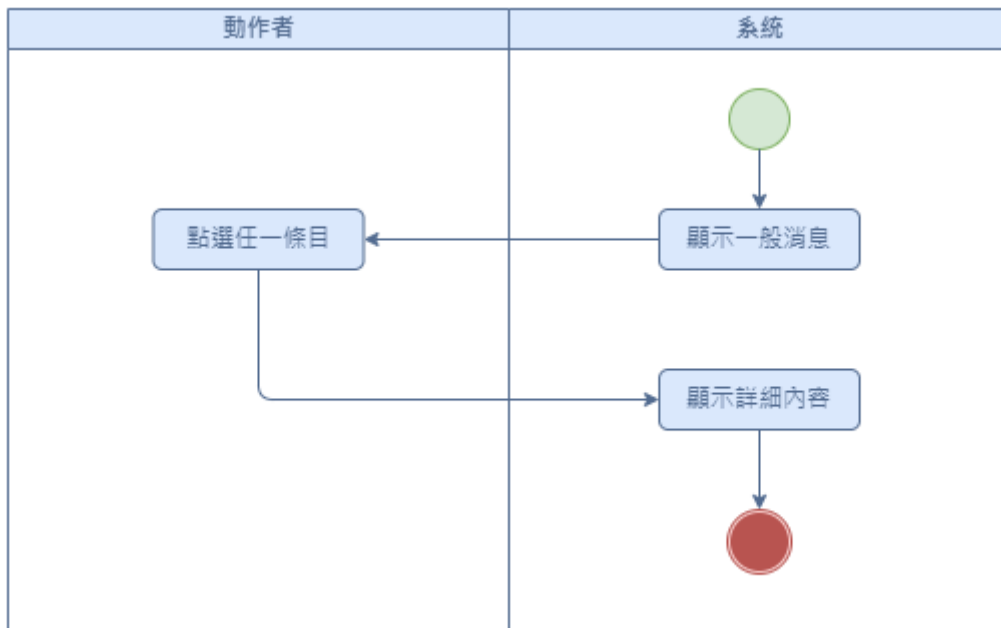 動作者
系統
點選任一條目
顯示一般消息
顯示詳細內容